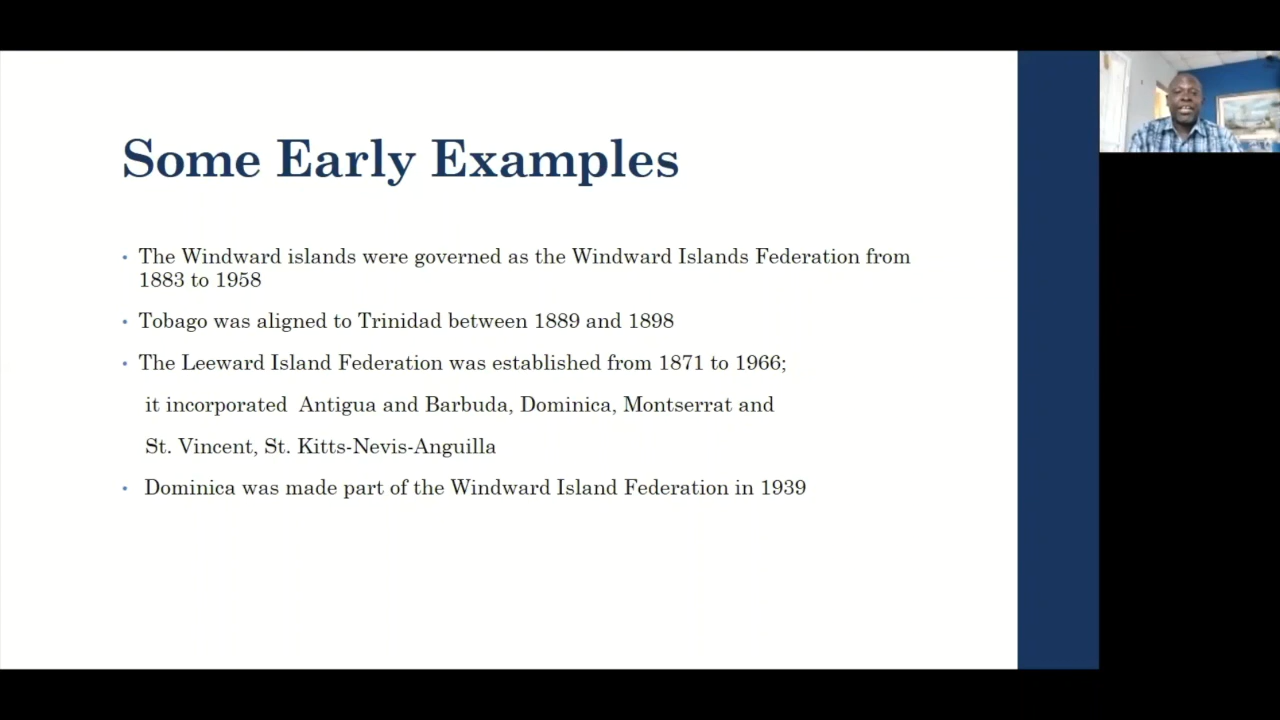 Some Early Examples
• The Windward islands were governed as the Windward Islands Federation from
1883 to 1958
• Tobago was aligned to Trinidad between 1889 and 1898
• The Leeward Island Federation was established from 1871 to 1966;
it incorporated Antigua and Barbuda, Dominica, Montserrat and
St. Vincent, St. Kitts-Nevis-Anguilla
• Dominica was made part of the Windward Island Federation in 1939